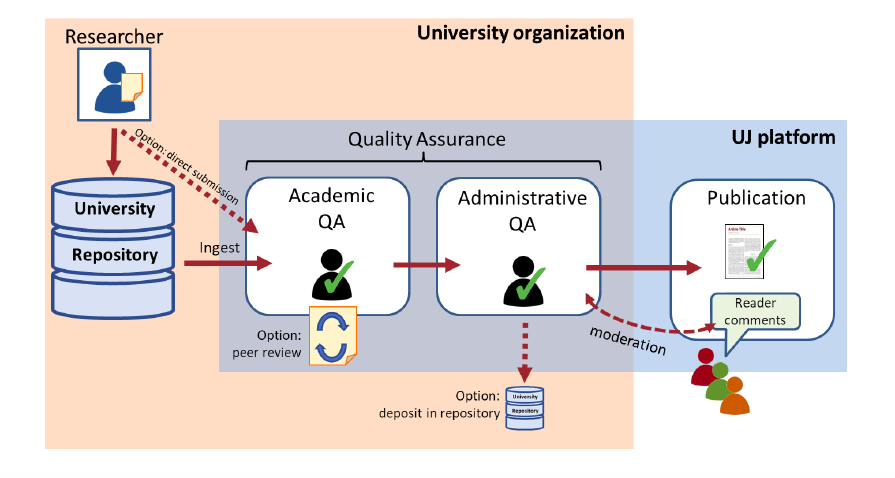 Researcher
University organization
Option: direct submission
UJ platform
Quality Assurance
University
Repository
Ingest
Academic
QA
Administrative
QA
Publication
Article Title
Reader
comments
Option:
peer review
moderation
Option:
deposit in repository
University
Repository